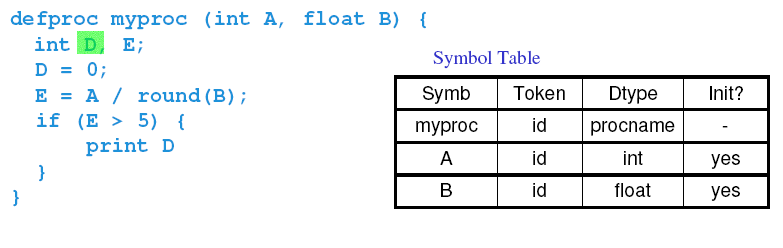 defproc myproc (int A, float B) {
int D, E;
D = 0;
E = A / round(B);
if (E > 5) {
print D
}
}
Symbol Table
Symb Token Dtype Init?
myproc id procname -
A id int yes
B id float yes